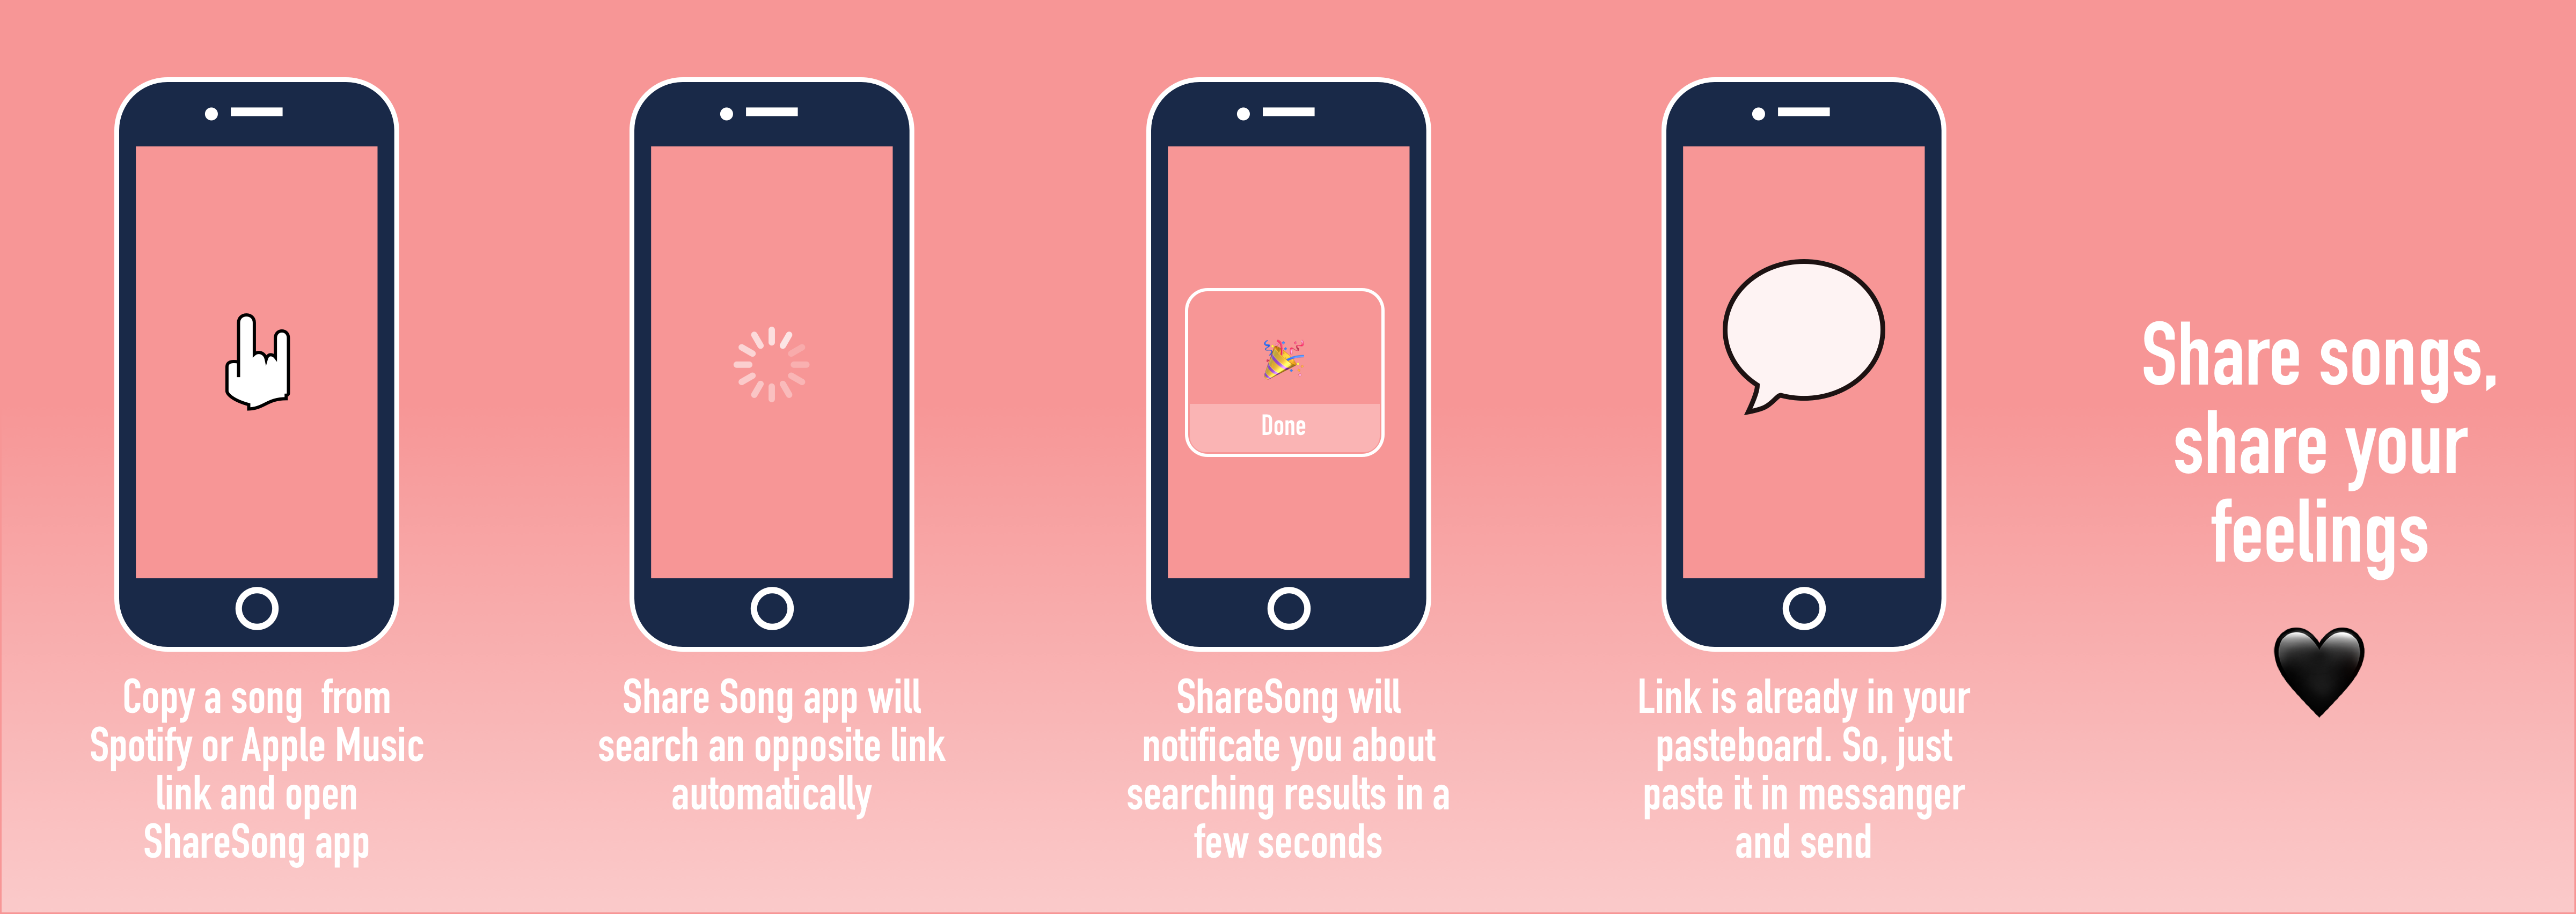 Copy a song  from
Spotify or Apple Music
link and open
ShareSong app
Share Song app will
search an opposite link
automatically
Done
ShareSong will
notificate you about
searching results in a
few seconds
Link is already in your
pasteboard. So, just
paste it in messanger
and send
Share songs,
share your
feelings